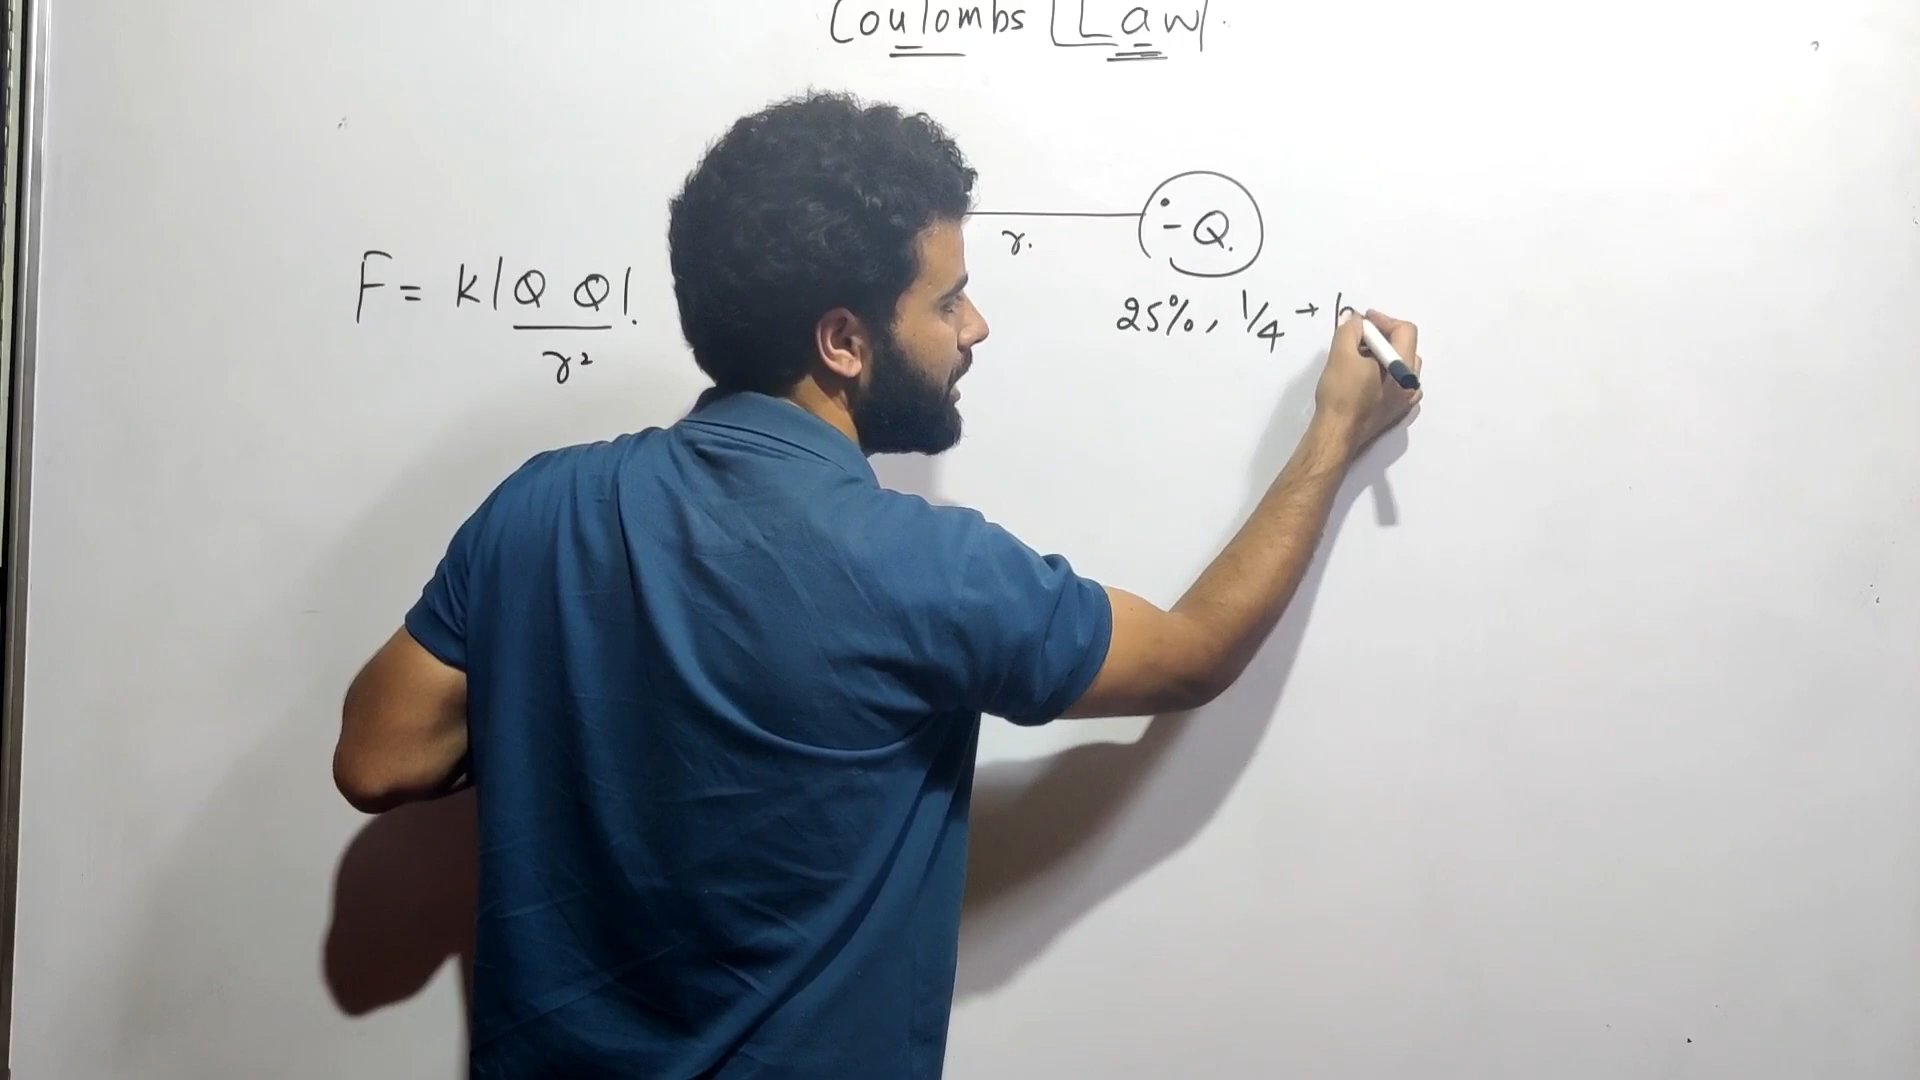 Coulombs Law.
r.
- Q.
F = K|Q Q|.
r²
25%, 1/4 →